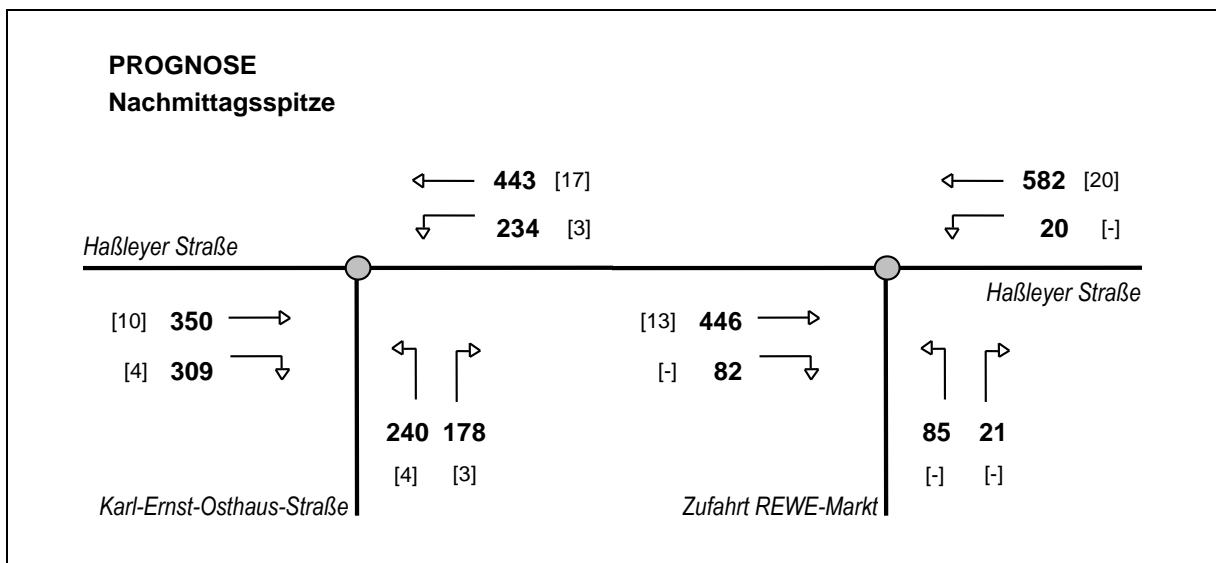 PROGNOSE
Nachmittagsspitze
443 [17]
582 [20]
234 [3]
20 [-]
Haßleyer Straße
Haßleyer Straße
[10] 350
[13] 446
[4] 309
[-] 82
240 178
85 21
[4] [3]
[-] [-]
Karl-Ernst-Osthaus-Straße
Zufahrt REWE-Markt